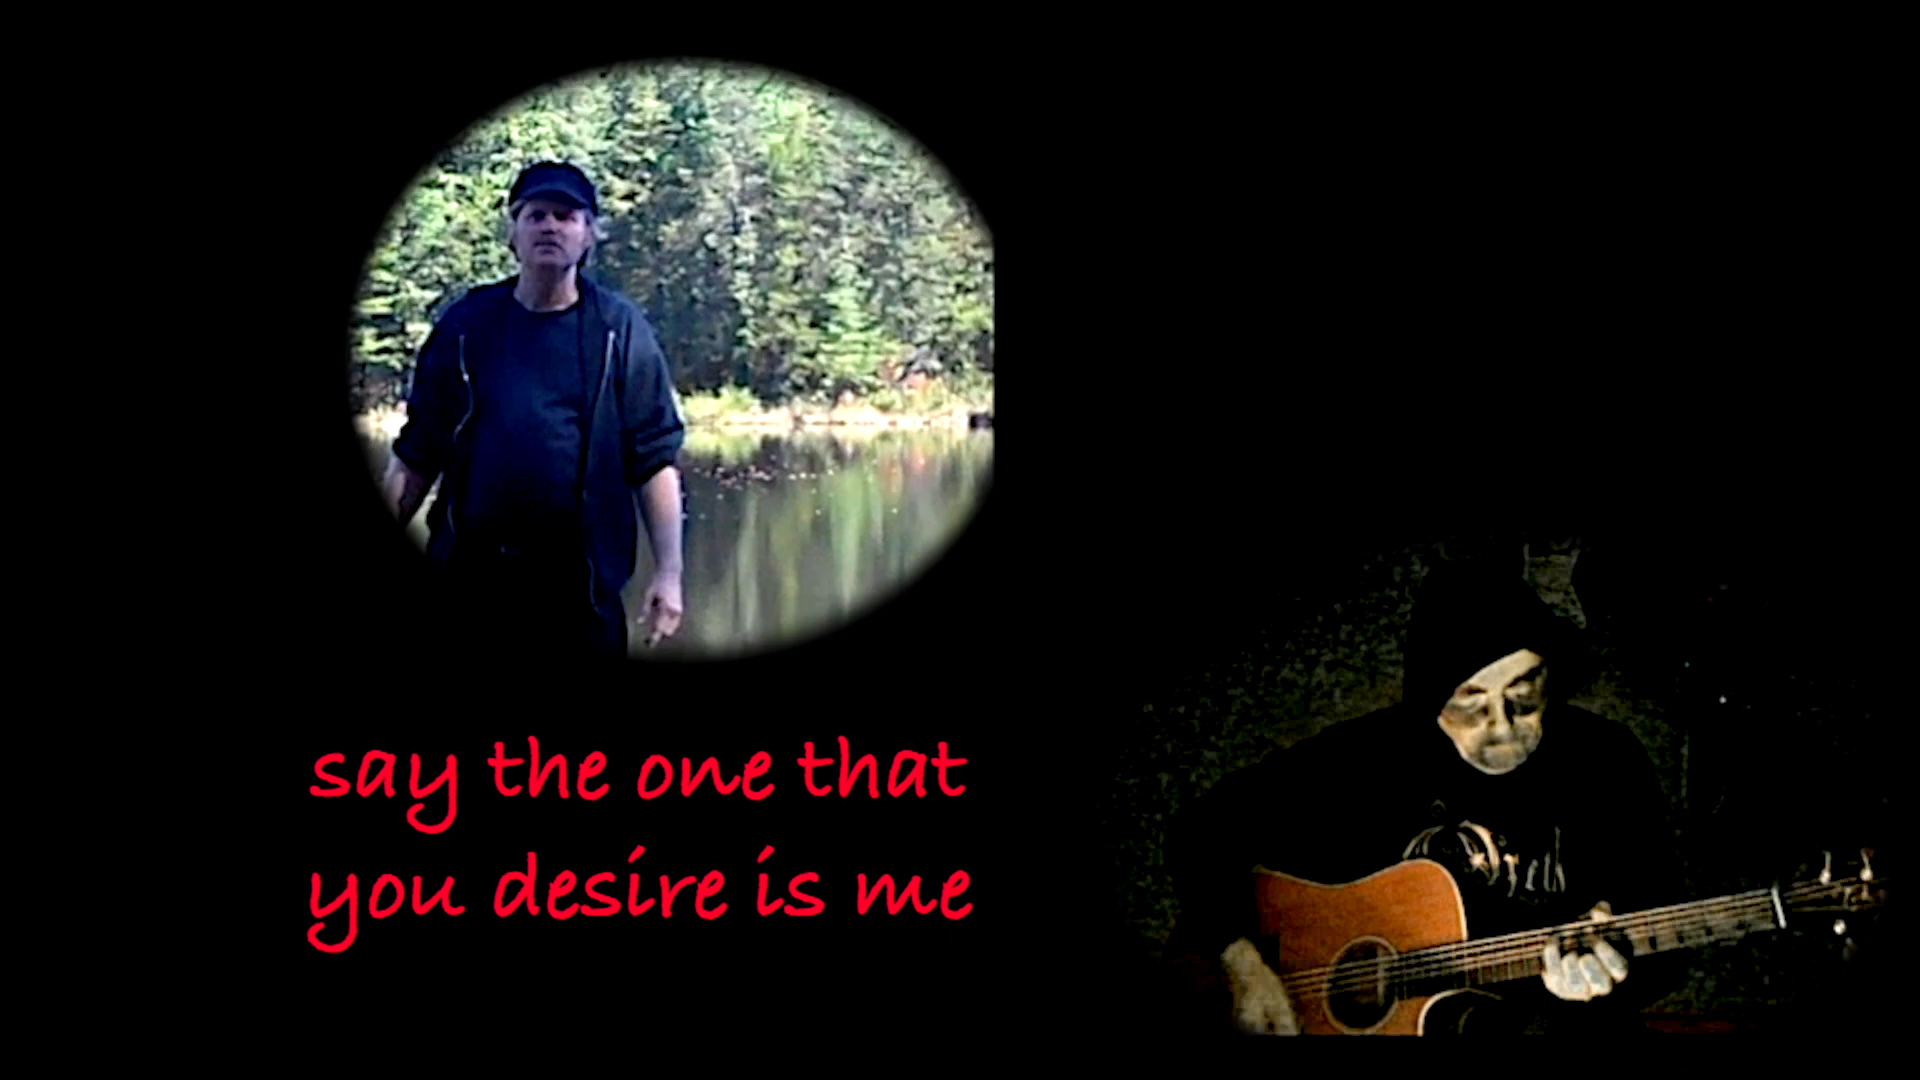 say the one that
you desire is me